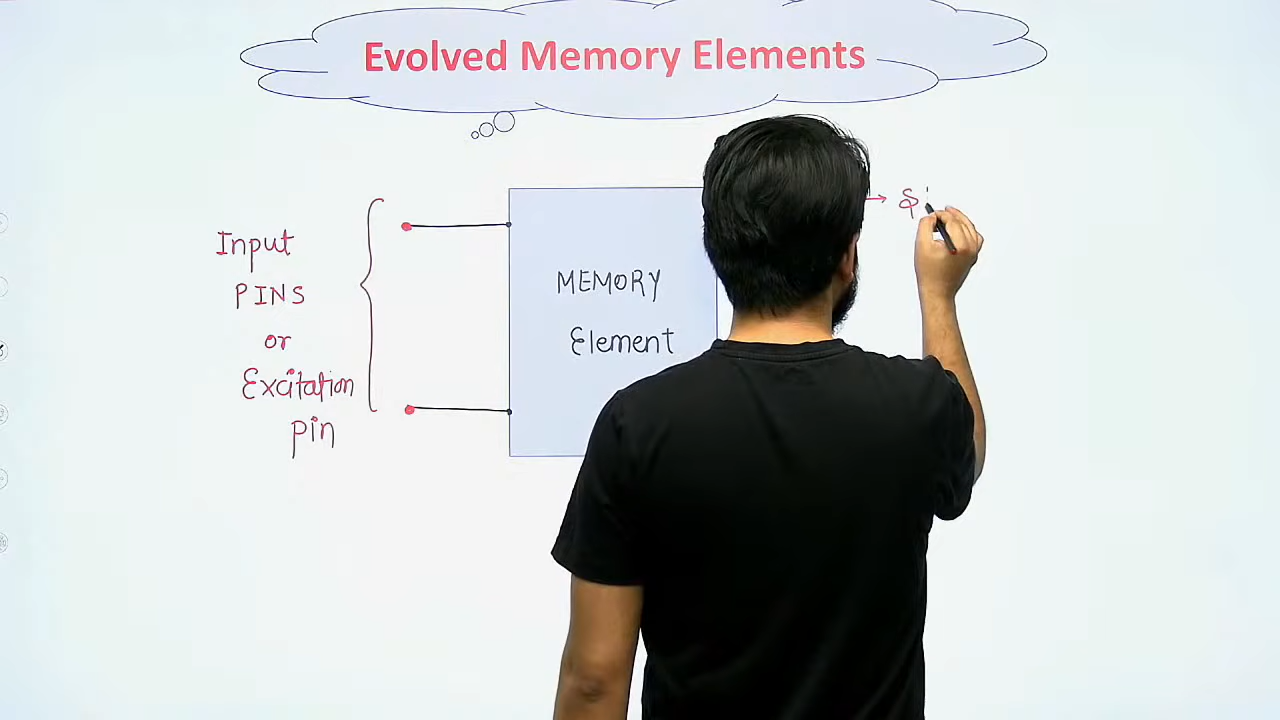 Evolved Memory Elements
Input
PINS
or
Excitation
pin
MEMORY
Element